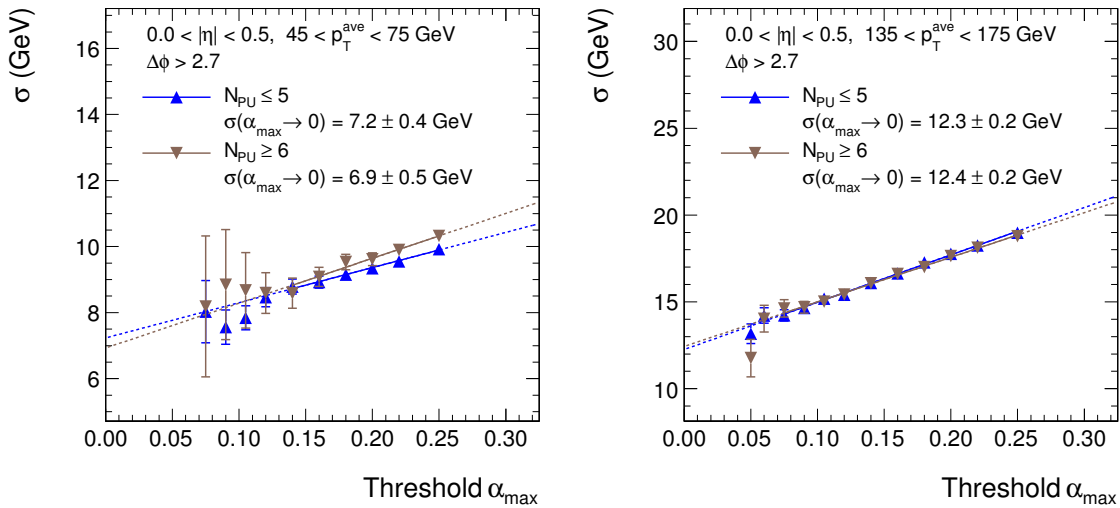 σ (GeV)
16
14
12
10
8
6
0.0 < |η| < 0.5, 45 < p_T^ave < 75 GeV
Δϕ > 2.7
N_PU ≤ 5
σ(α_max → 0) = 7.2 ± 0.4 GeV
N_PU ≥ 6
σ(α_max → 0) = 6.9 ± 0.5 GeV
0.00 0.05 0.10 0.15 0.20 0.25 0.30
Threshold α_max
σ (GeV)
30
25
20
15
10
0.0 < |η| < 0.5, 135 < p_T^ave < 175 GeV
Δϕ > 2.7
N_PU ≤ 5
σ(α_max → 0) = 12.3 ± 0.2 GeV
N_PU ≥ 6
σ(α_max → 0) = 12.4 ± 0.2 GeV
0.00 0.05 0.10 0.15 0.20 0.25 0.30
Threshold α_max